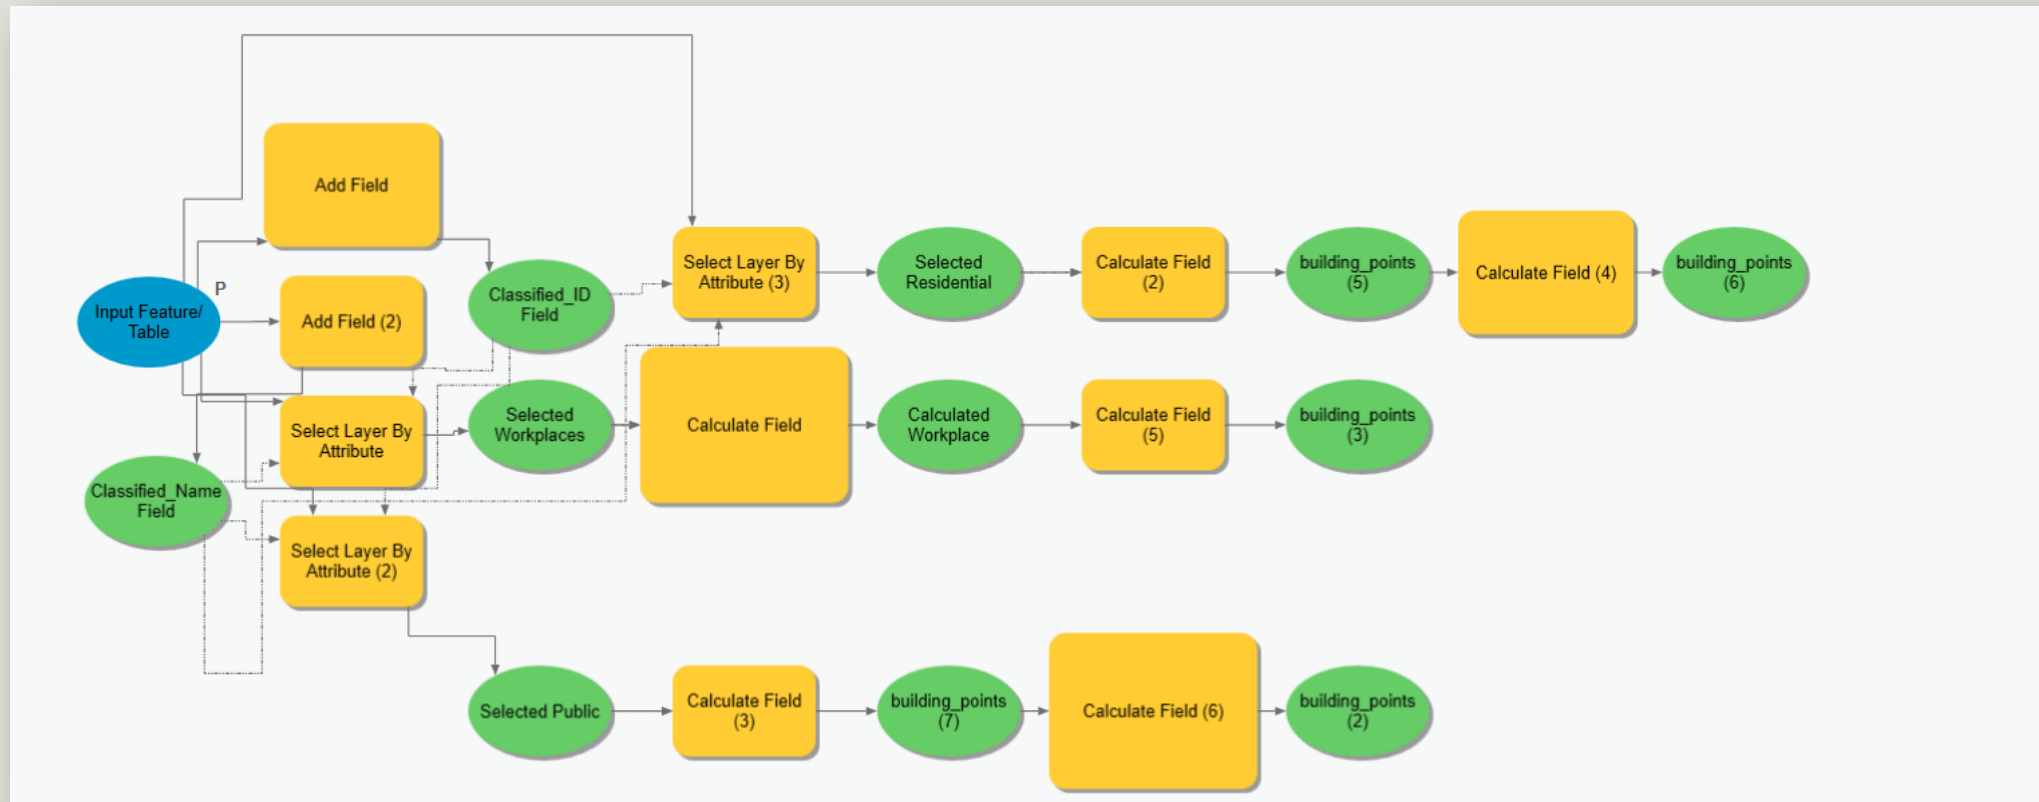 Add Field
Input Feature/
Table
P
Add Field (2)
Classified_ID
Field
Select Layer By
Attribute (3)
Selected
Residential
Calculate Field
(2)
building_points
(5)
Calculate Field (4)
building_points
(6)
Select Layer By
Attribute
Selected
Workplaces
Calculate Field
Calculated
Workplace
Calculate Field
(5)
building_points
(3)
Classified_Name
Field
Select Layer By
Attribute (2)
Selected Public
Calculate Field
(3)
building_points
(7)
Calculate Field (6)
building_points
(2)